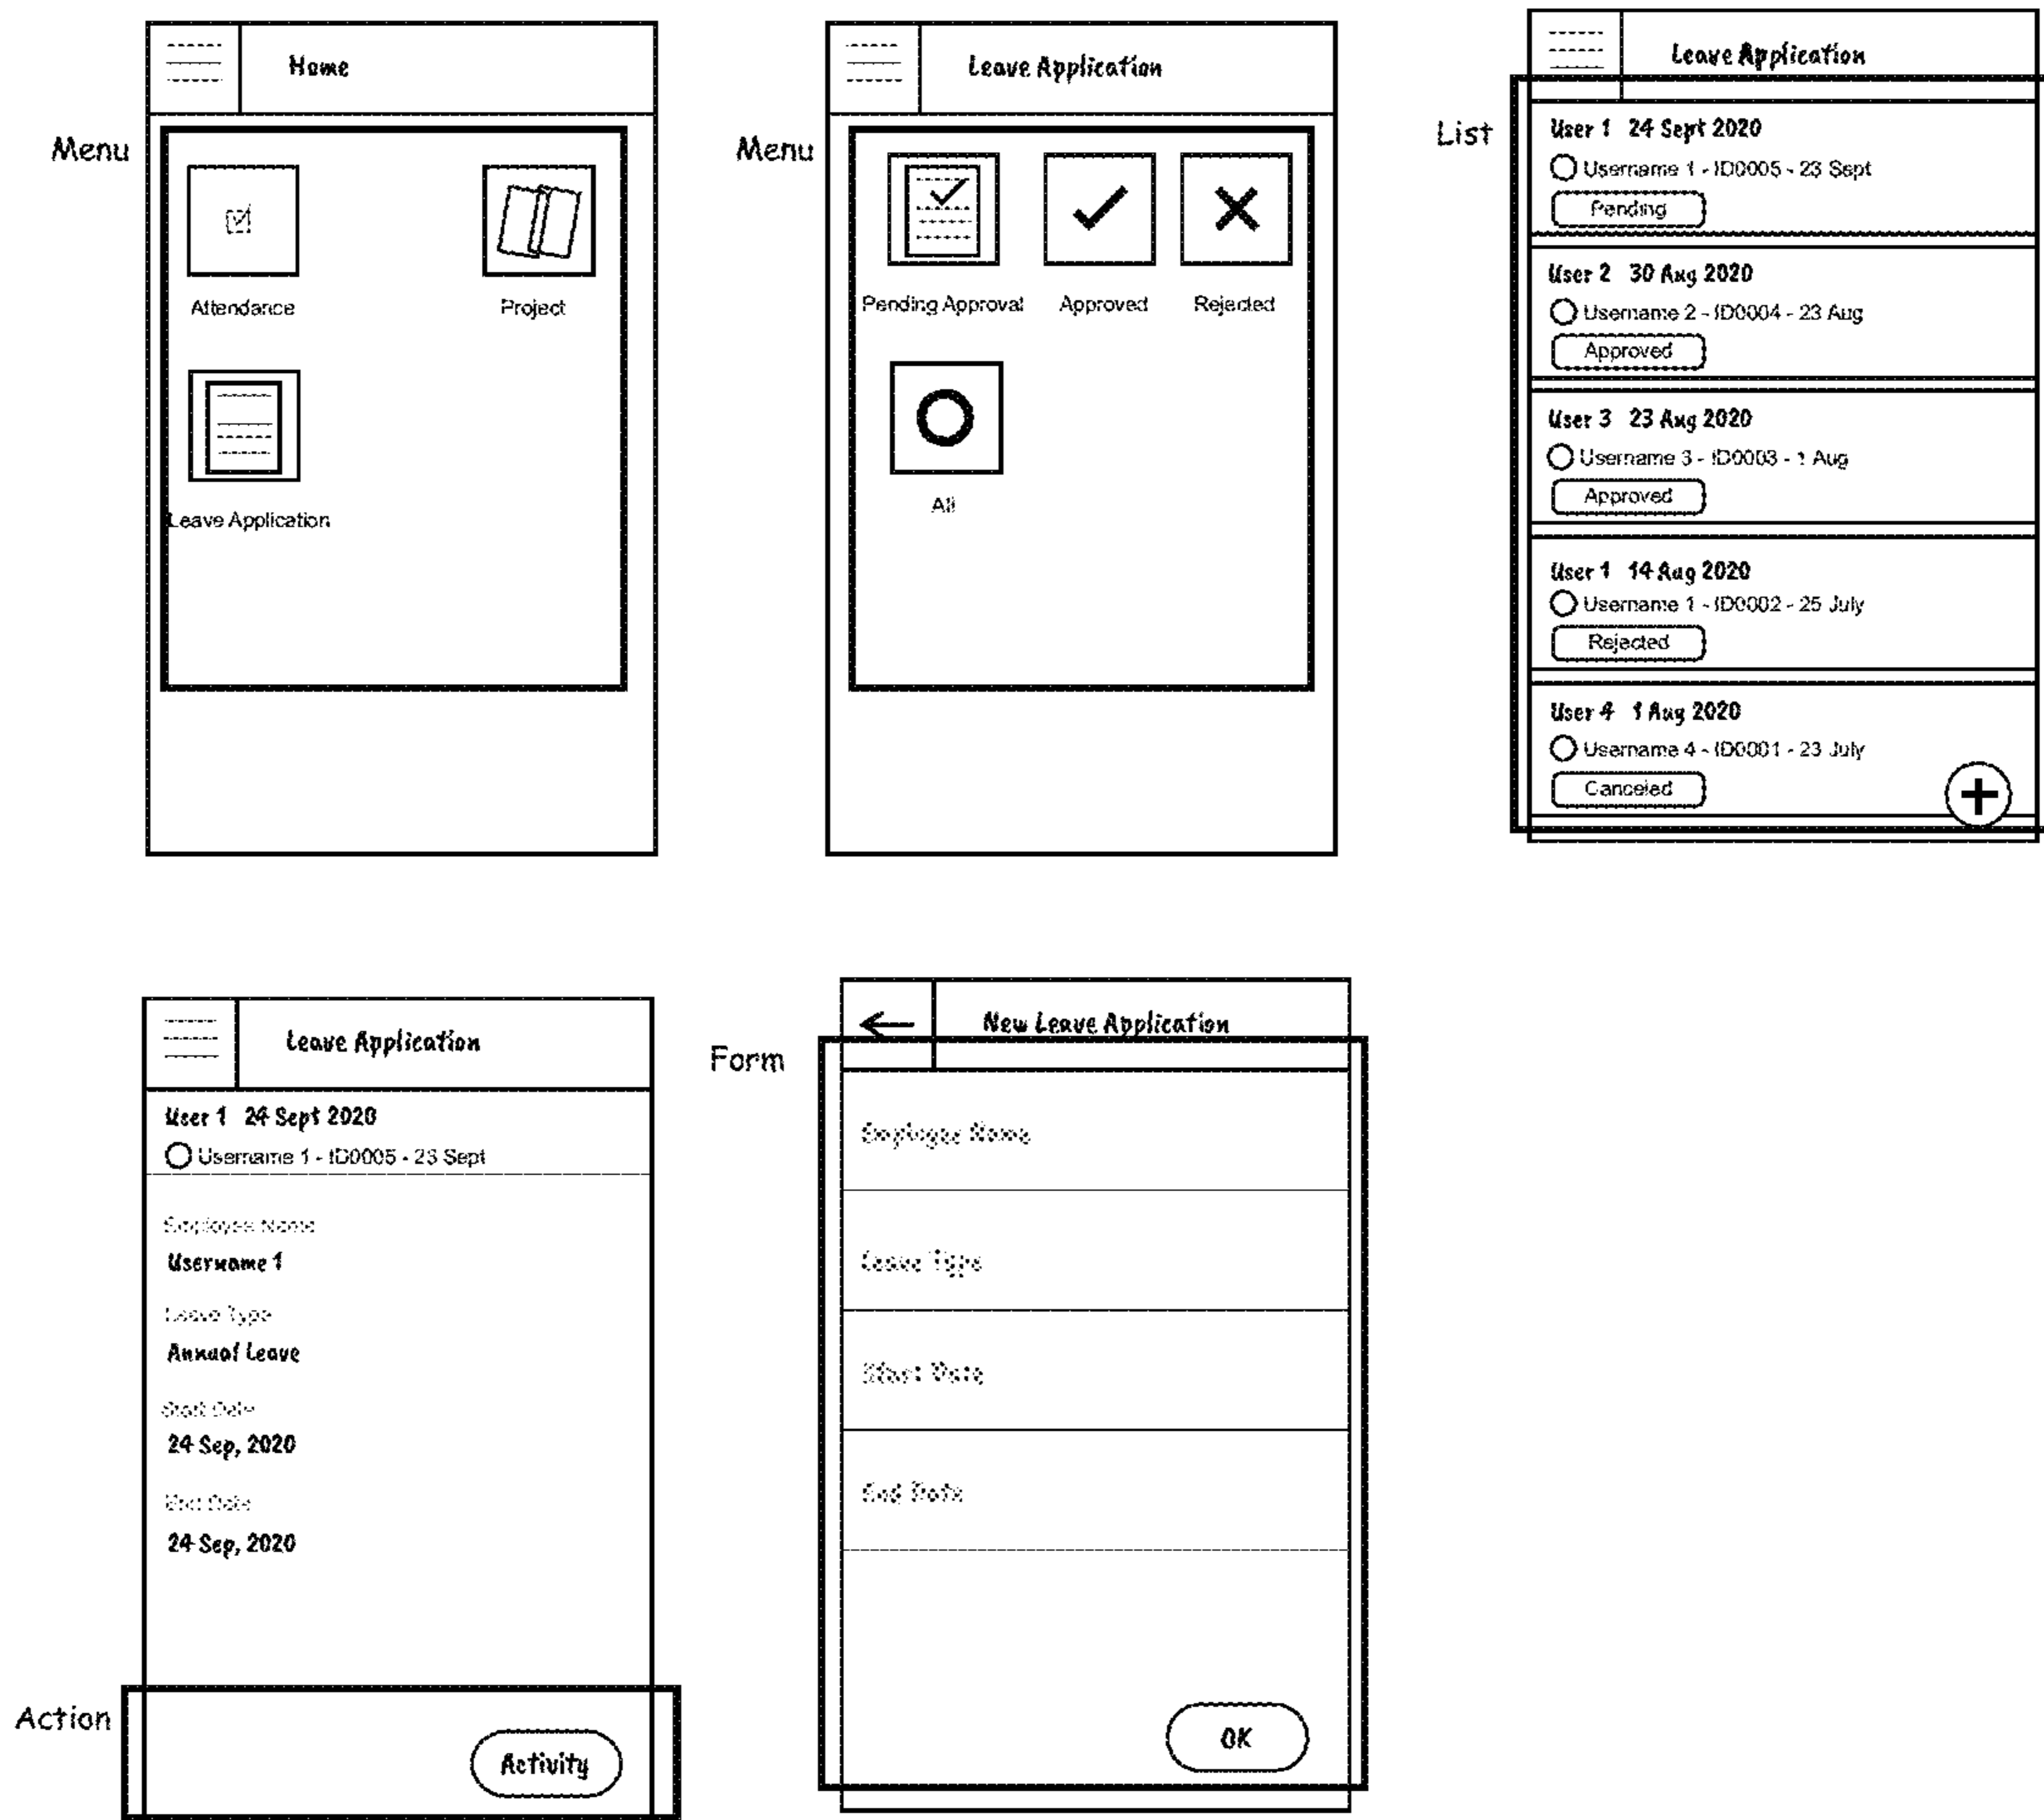 Home
Menu
Attendance
Project
Leave Application
Leave Application
Menu
Pending Approval
Approved
Rejected
All
Leave Application
List
User 1 24 Sept 2020
Username 1 - ID0005 - 23 Sept
Pending
User 2 30 Aug 2020
Username 2 - ID0004 - 23 Aug
Approved
User 3 23 Aug 2020
Username 3 - ID0003 - 1 Aug
Approved
User 1 14 Aug 2020
Username 1 - ID0002 - 25 July
Rejected
User 4 1 Aug 2020
Username 4 - ID0001 - 23 July
Canceled
Leave Application
User 1 24 Sept 2020
Username 1 - ID0005 - 23 Sept
Employee Name
Username 1
Leave Type
Annual Leave
Start Date
24 Sep, 2020
End Date
24 Sep, 2020
Action
Activity
New Leave Application
Form
Employee Name
Leave Type
Start Date
End Date
OK